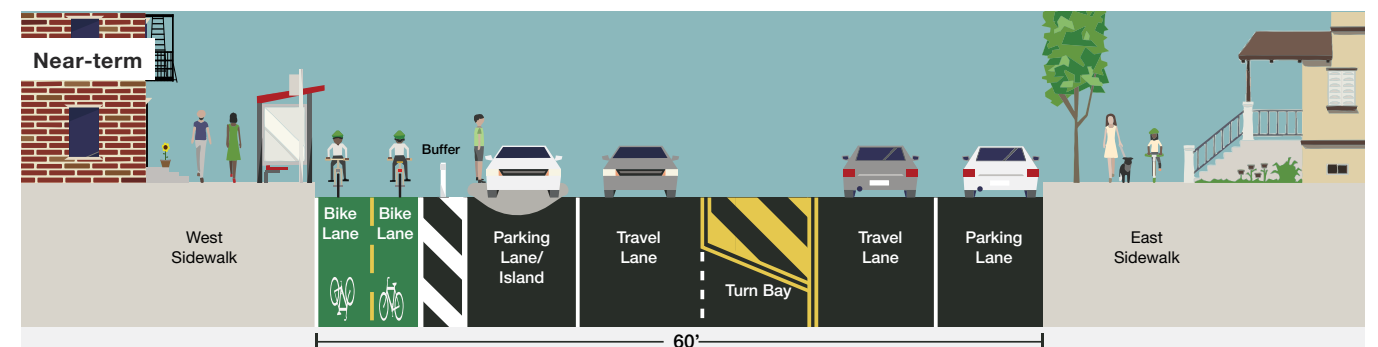 Near-term
Buffer
West
Sidewalk
Bike
Lane
Bike
Lane
Parking
Lane/
Island
Travel
Lane
Turn Bay
Travel
Lane
Parking
Lane
East
Sidewalk
60'